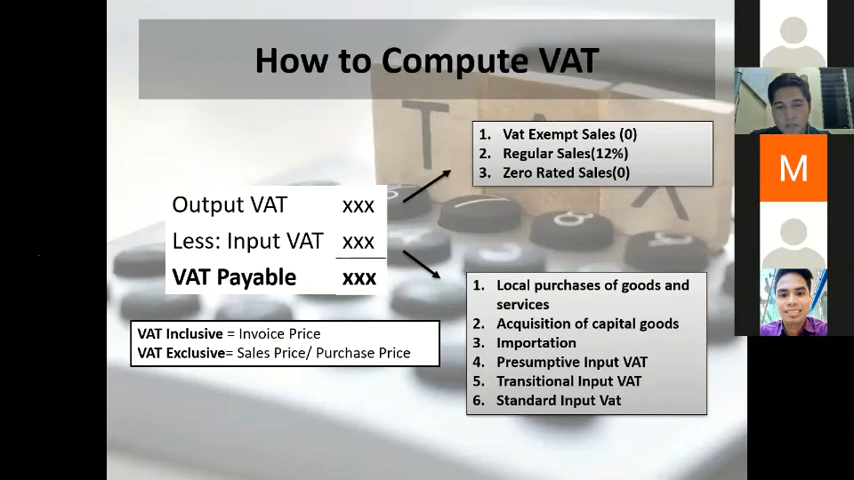 How to Compute VAT
1. Vat Exempt Sales (0)
2. Regular Sales(12%)
3. Zero Rated Sales(0)
Output VAT xxx
Less: Input VAT xxx
VAT Payable xxx
1. Local purchases of goods and
services
2. Acquisition of capital goods
3. Importation
4. Presumptive Input VAT
5. Transitional Input VAT
6. Standard Input Vat
VAT Inclusive = Invoice Price
VAT Exclusive= Sales Price/ Purchase Price
T A X
M